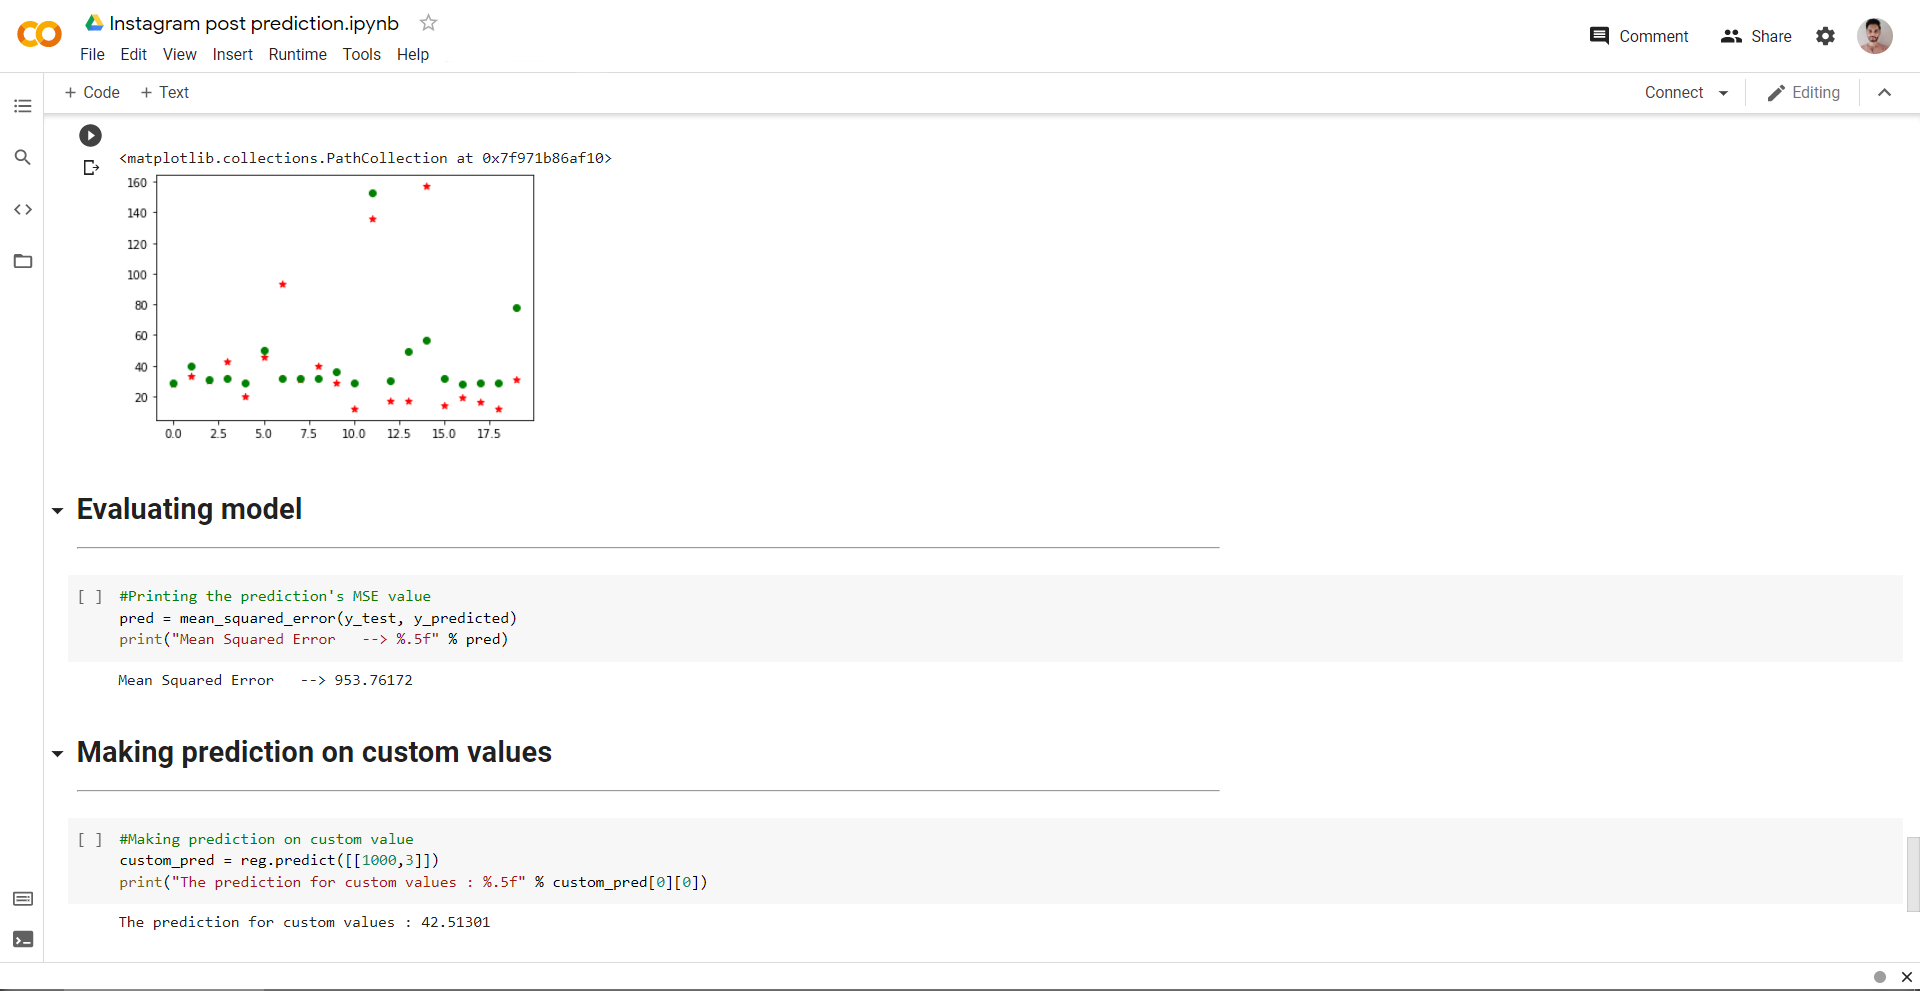 Instagram post prediction.ipynb
File Edit View Insert Runtime Tools Help
Comment Share
+ Code + Text
Connect Editing
<matplotlib.collections.PathCollection at 0x7f971b86af10>
160
140
120
100
80
60
40
20
0.0 2.5 5.0 7.5 10.0 12.5 15.0 17.5
Evaluating model
[ ] #Printing the prediction's MSE value
pred = mean_squared_error(y_test, y_predicted)
print("Mean Squared Error   --> %.5f" % pred)
Mean Squared Error   --> 953.76172
Making prediction on custom values
[ ] #Making prediction on custom value
custom_pred = reg.predict([[1000,3]])
print("The prediction for custom values : %.5f" % custom_pred[0][0])
The prediction for custom values : 42.51301